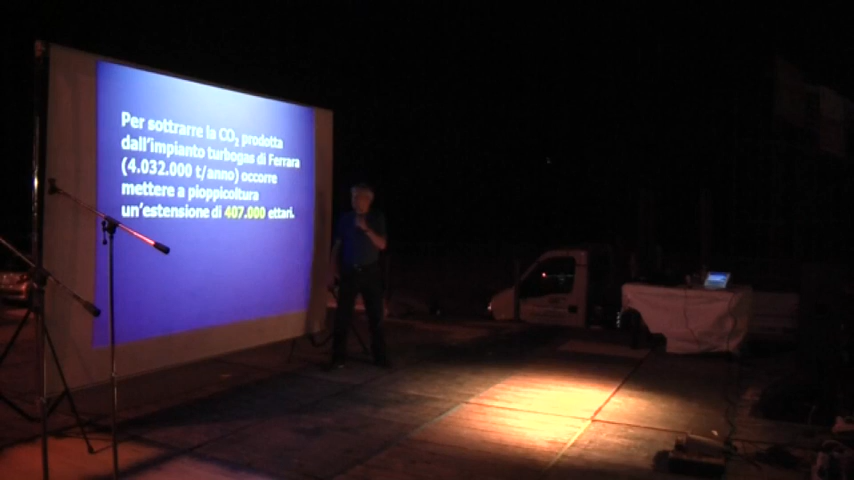 Per sottrarre la CO₂ prodotta
dall'impianto turbogas di Ferrara
(4.032.000 t/anno) occorre
mettere a pioppicoltura
un'estensione di 407.000 ettari.